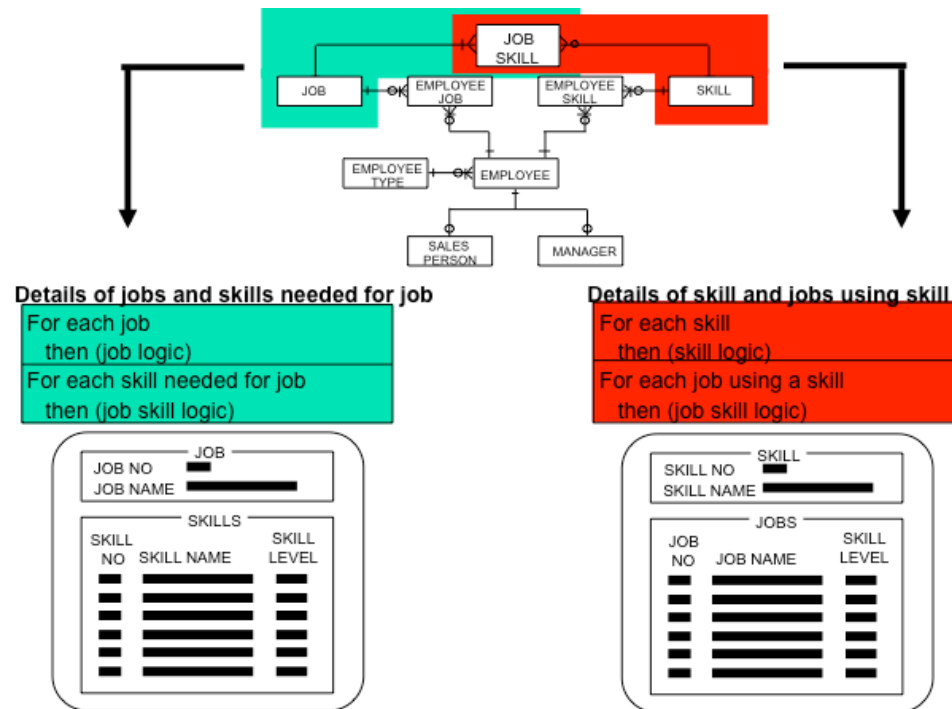 JOB
SKILL
JOB
EMPLOYEE
JOB
EMPLOYEE
SKILL
SKILL
EMPLOYEE
TYPE
EMPLOYEE
SALES
PERSON
MANAGER
Details of jobs and skills needed for job
For each job
then (job logic)
For each skill needed for job
then (job skill logic)
JOB
JOB NO
JOB NAME
SKILLS
SKILL
NO
SKILL NAME
SKILL
LEVEL
Details of skill and jobs using skill
For each skill
then (skill logic)
For each job using a skill
then (job skill logic)
SKILL
SKILL NO
SKILL NAME
JOBS
JOB
NO
JOB NAME
SKILL
LEVEL